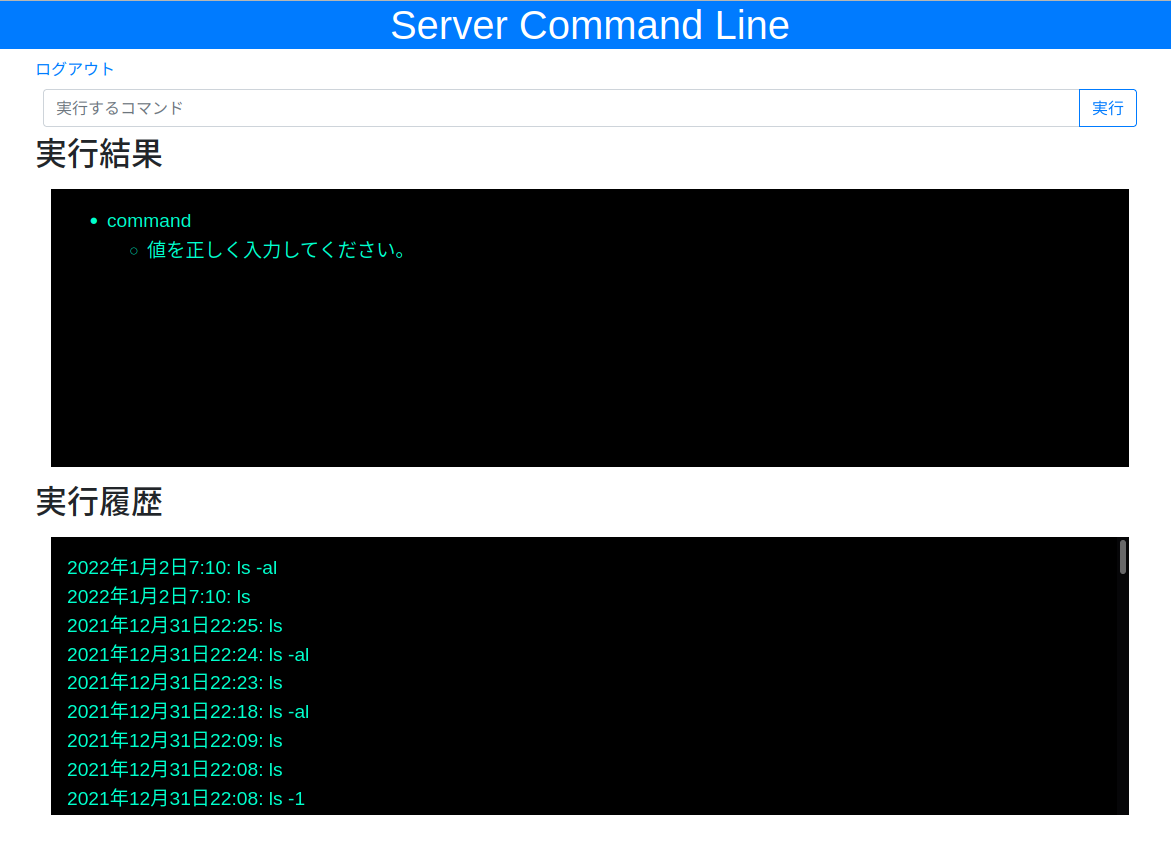 Server Command Line
ログアウト
実行するコマンド
実行
実行結果
command
値を正しく入力してください。
実行履歴
2022年1月2日7:10: ls -al
2022年1月2日7:10: ls
2021年12月31日22:25: ls
2021年12月31日22:24: ls -al
2021年12月31日22:23: ls
2021年12月31日22:18: ls -al
2021年12月31日22:09: ls
2021年12月31日22:08: ls
2021年12月31日22:08: ls -1